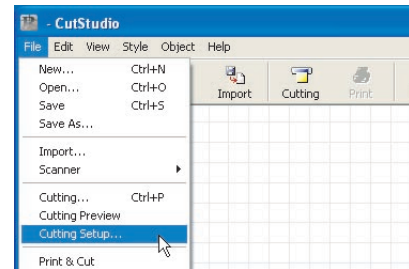 - CutStudio
File Edit View Style Object Help
Import Cutting Print
New... Ctrl+N
Open... Ctrl+O
Save Ctrl+S
Save As...
Import...
Scanner
Cutting... Ctrl+P
Cutting Preview
Cutting Setup...
Print & Cut